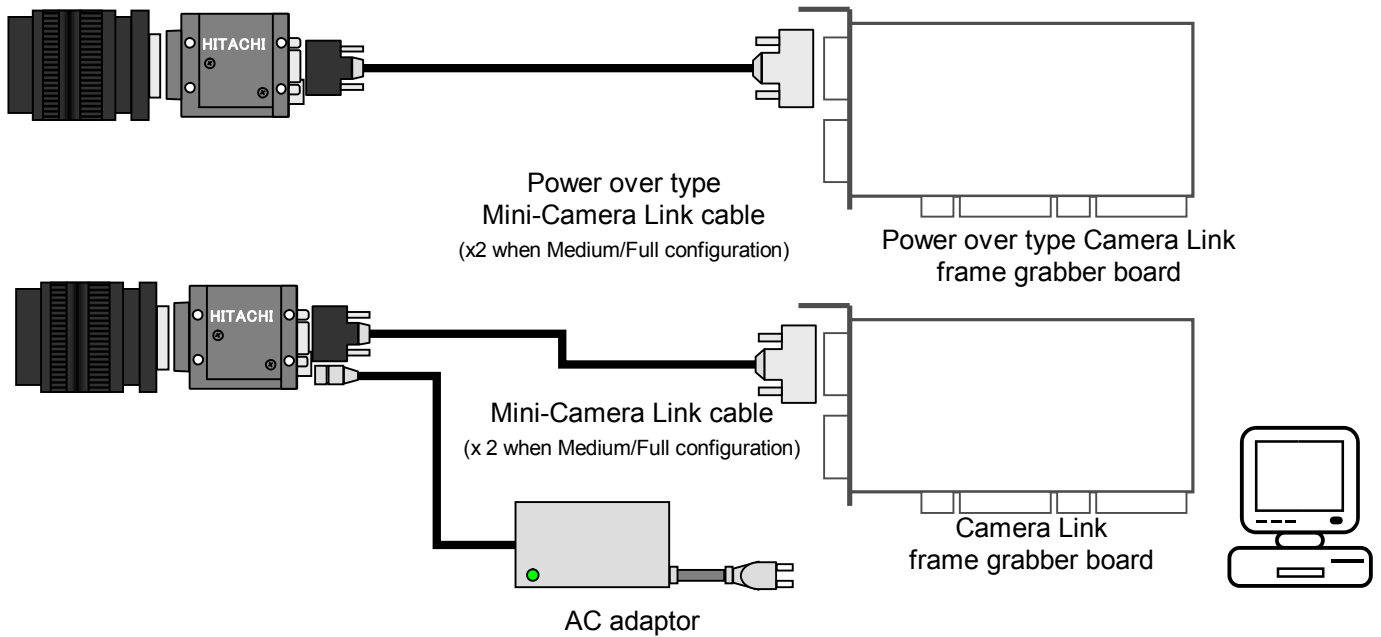 HITACHI
Power over type
Mini-Camera Link cable
(x2 when Medium/Full configuration)
Power over type Camera Link
frame grabber board
HITACHI
Mini-Camera Link cable
(x 2 when Medium/Full configuration)
Camera Link
frame grabber board
AC adaptor